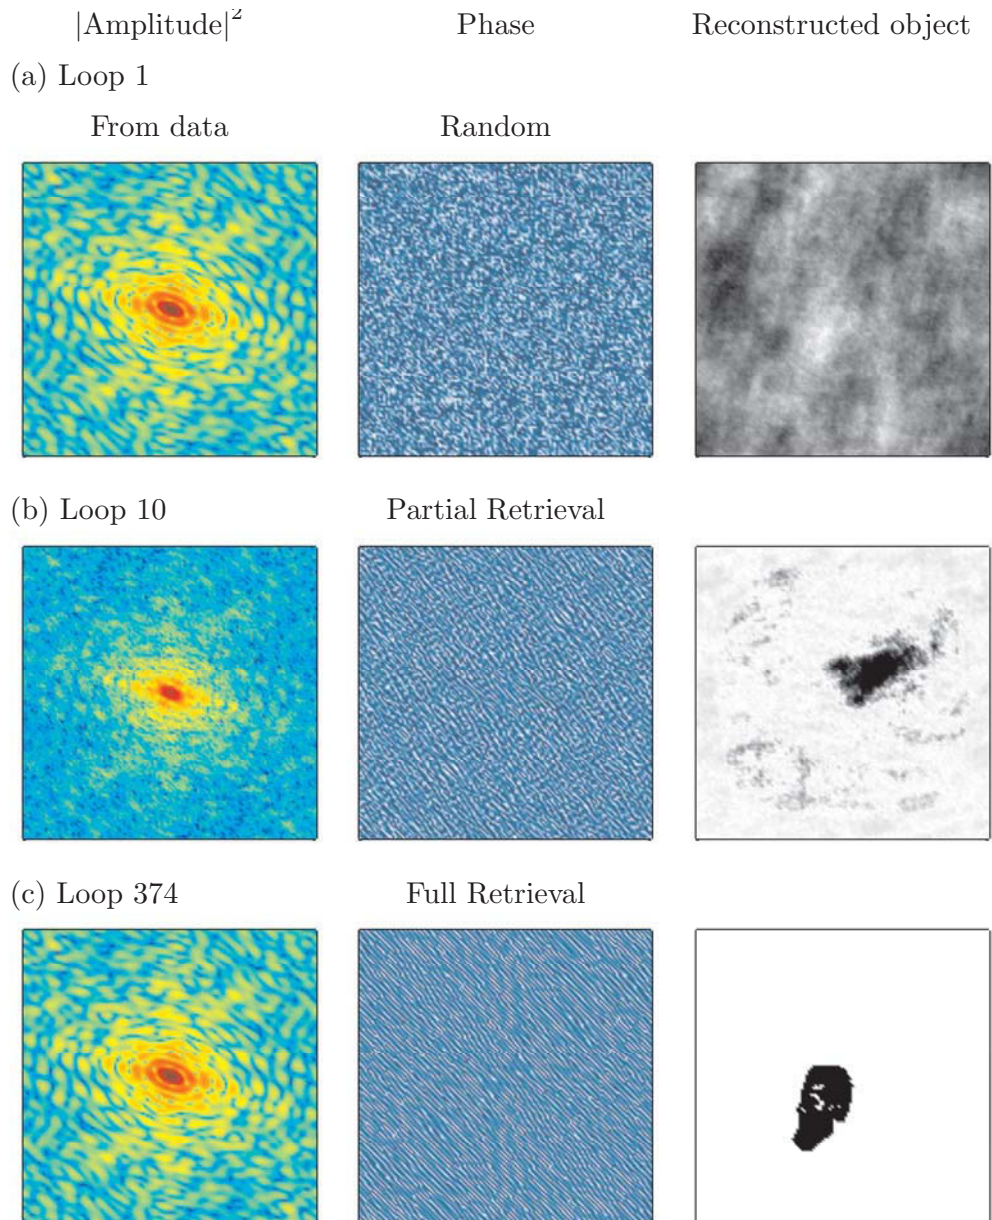 |Amplitude|² Phase Reconstructed object
(a) Loop 1
From data Random
(b) Loop 10 Partial Retrieval
(c) Loop 374 Full Retrieval